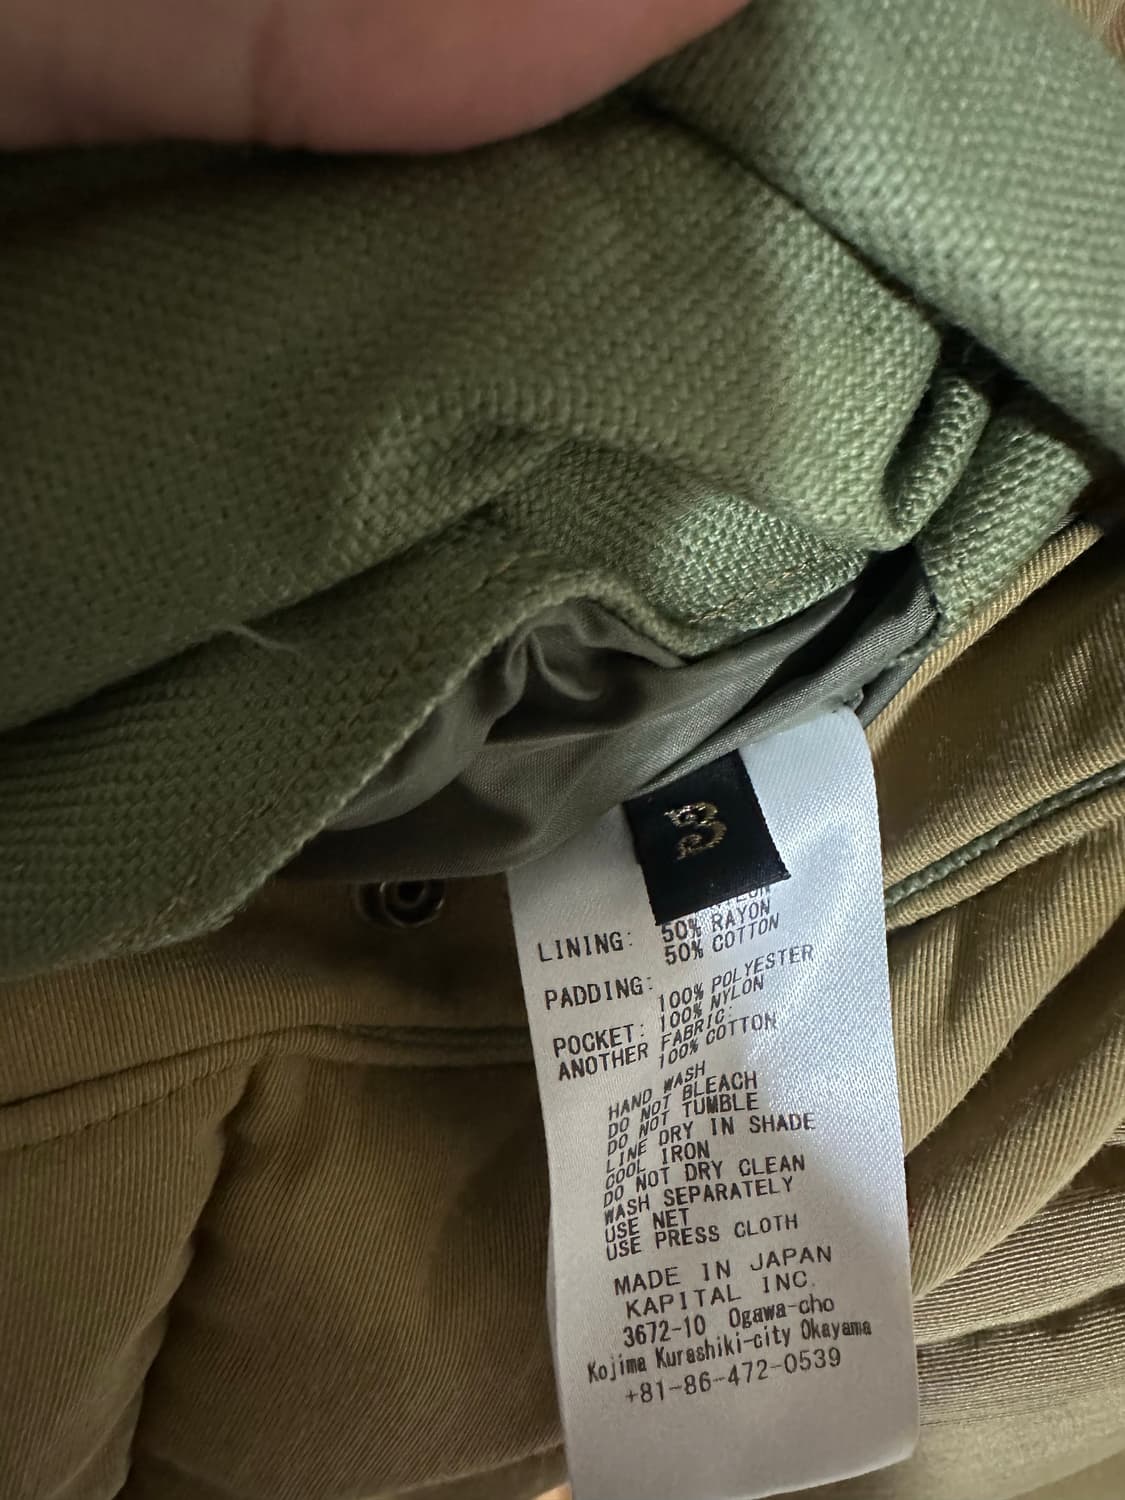 3
LINING: 50% RAYON
50% COTTON
PADDING: 100% POLYESTER
POCKET: 100% NYLON
ANOTHER FABRIC:
100% COTTON
HAND WASH
DO NOT BLEACH
DO NOT TUMBLE
LINE DRY IN SHADE
COOL IRON
DO NOT DRY CLEAN
WASH SEPARATELY
USE NET
USE PRESS CLOTH
MADE IN JAPAN
KAPITAL INC.
3672-10 Ogawa-cho
Kojima Kurashiki-city Okayama
+81-86-472-0539